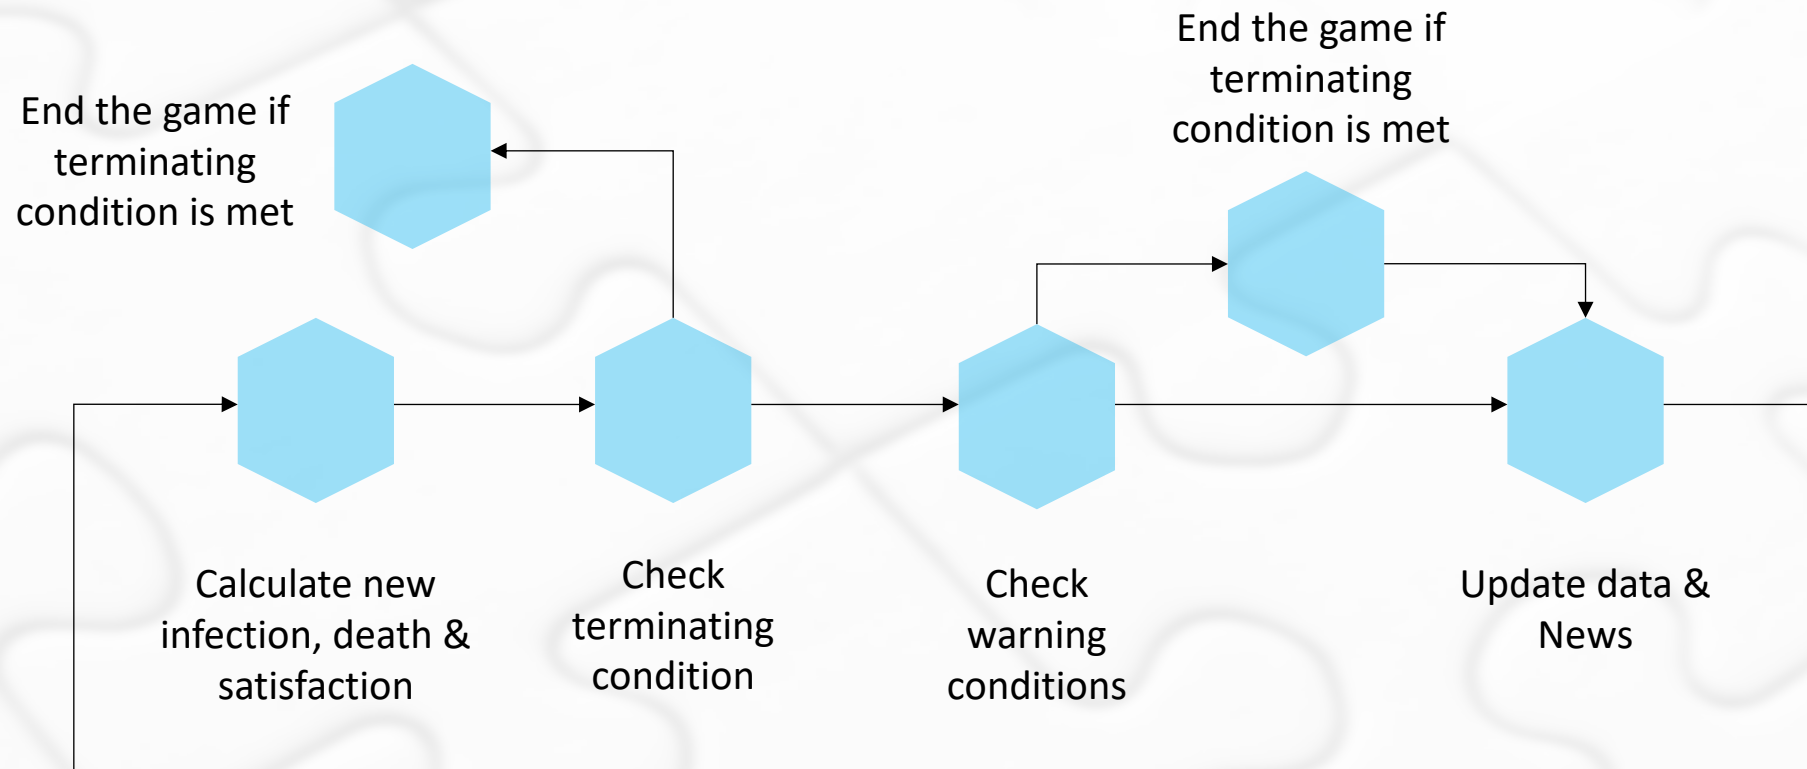 End the game if
terminating
condition is met
End the game if
terminating
condition is met
Calculate new
infection, death &
satisfaction
Check
terminating
condition
Check
warning
conditions
Update data &
News